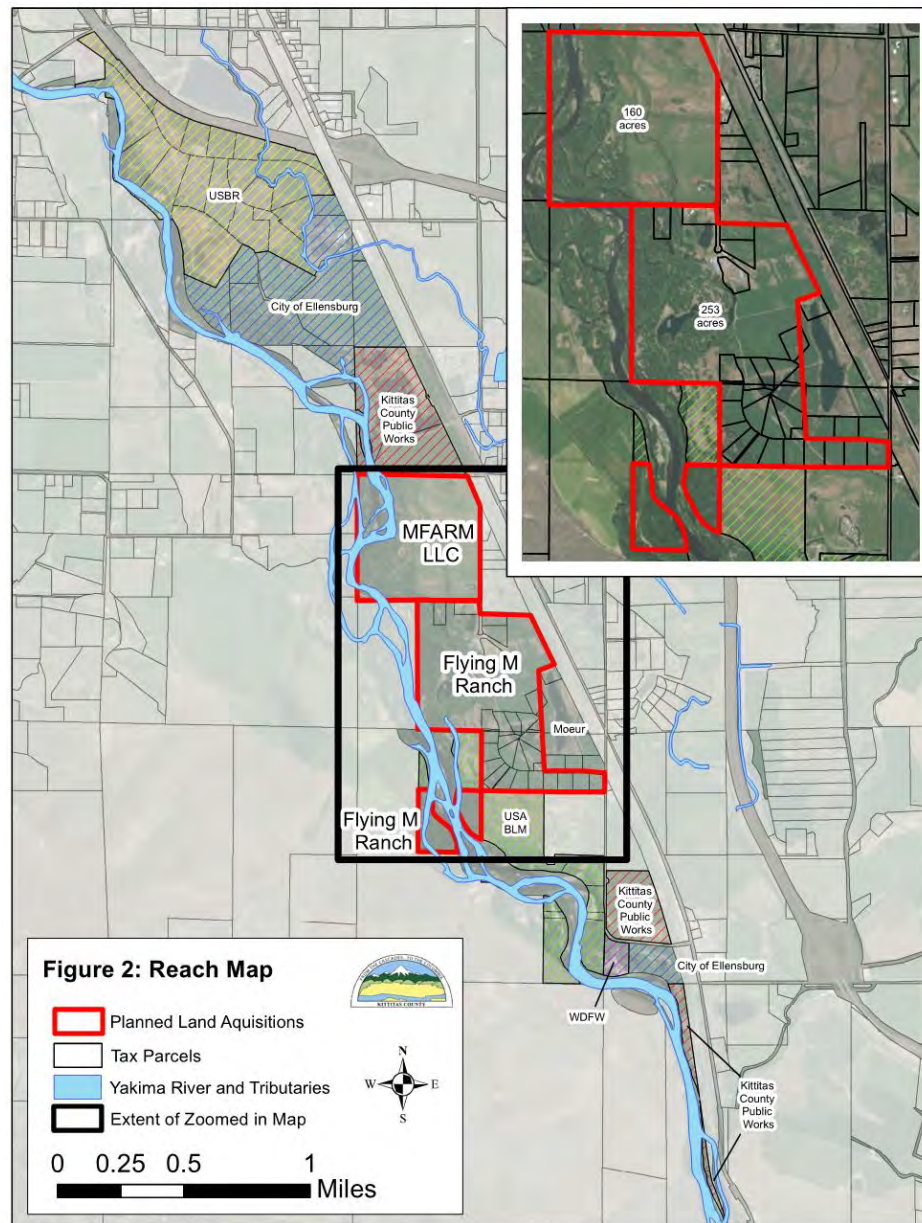 160
acres
253
acres
USBR
City of Ellensburg
Kittitas
County
Public
Works
MFARM
LLC
Flying M
Ranch
Moeur
Flying M
Ranch
USA
BLM
Kittitas
County
Public
Works
City of Ellensburg
WDFW
Kittitas
County
Public
Works
Figure 2: Reach Map
KITTITAS COUNTY
Planned Land Aquisitions
Tax Parcels
Yakima River and Tributaries
Extent of Zoomed in Map
N
W E
S
0 0.25 0.5 1
Miles